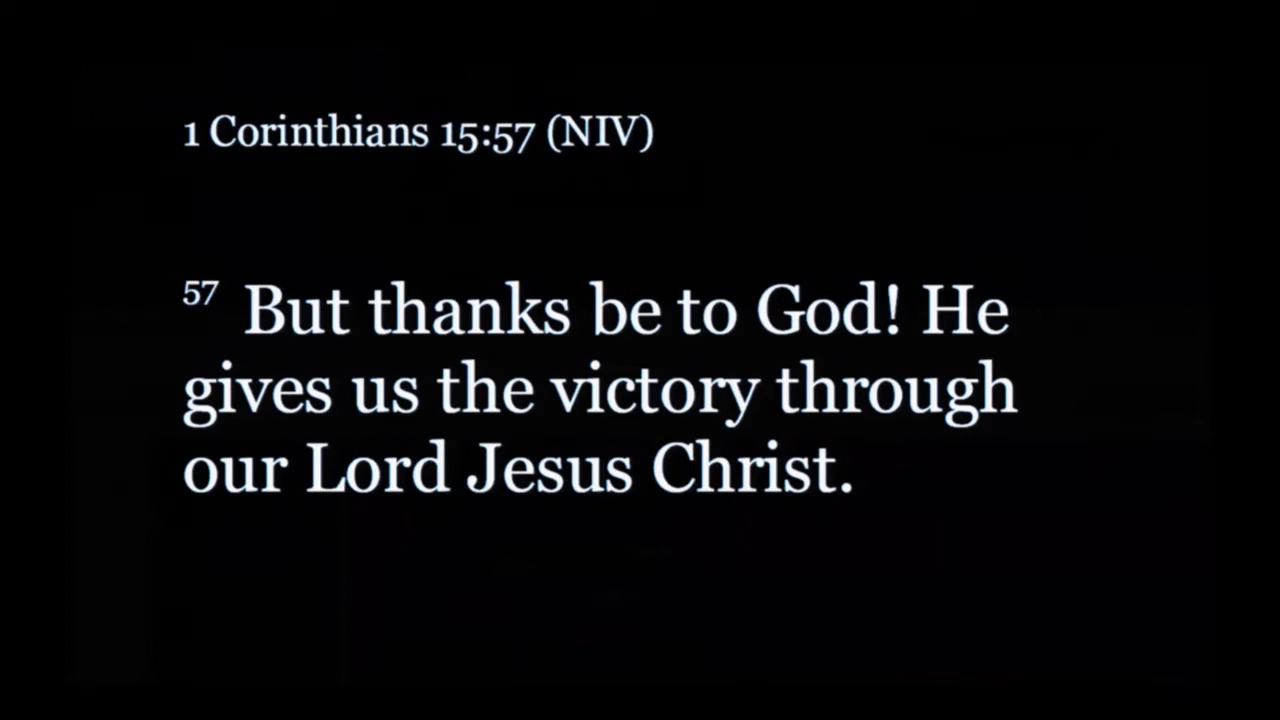 1 Corinthians 15:57 (NIV)
57 But thanks be to God! He
gives us the victory through
our Lord Jesus Christ.